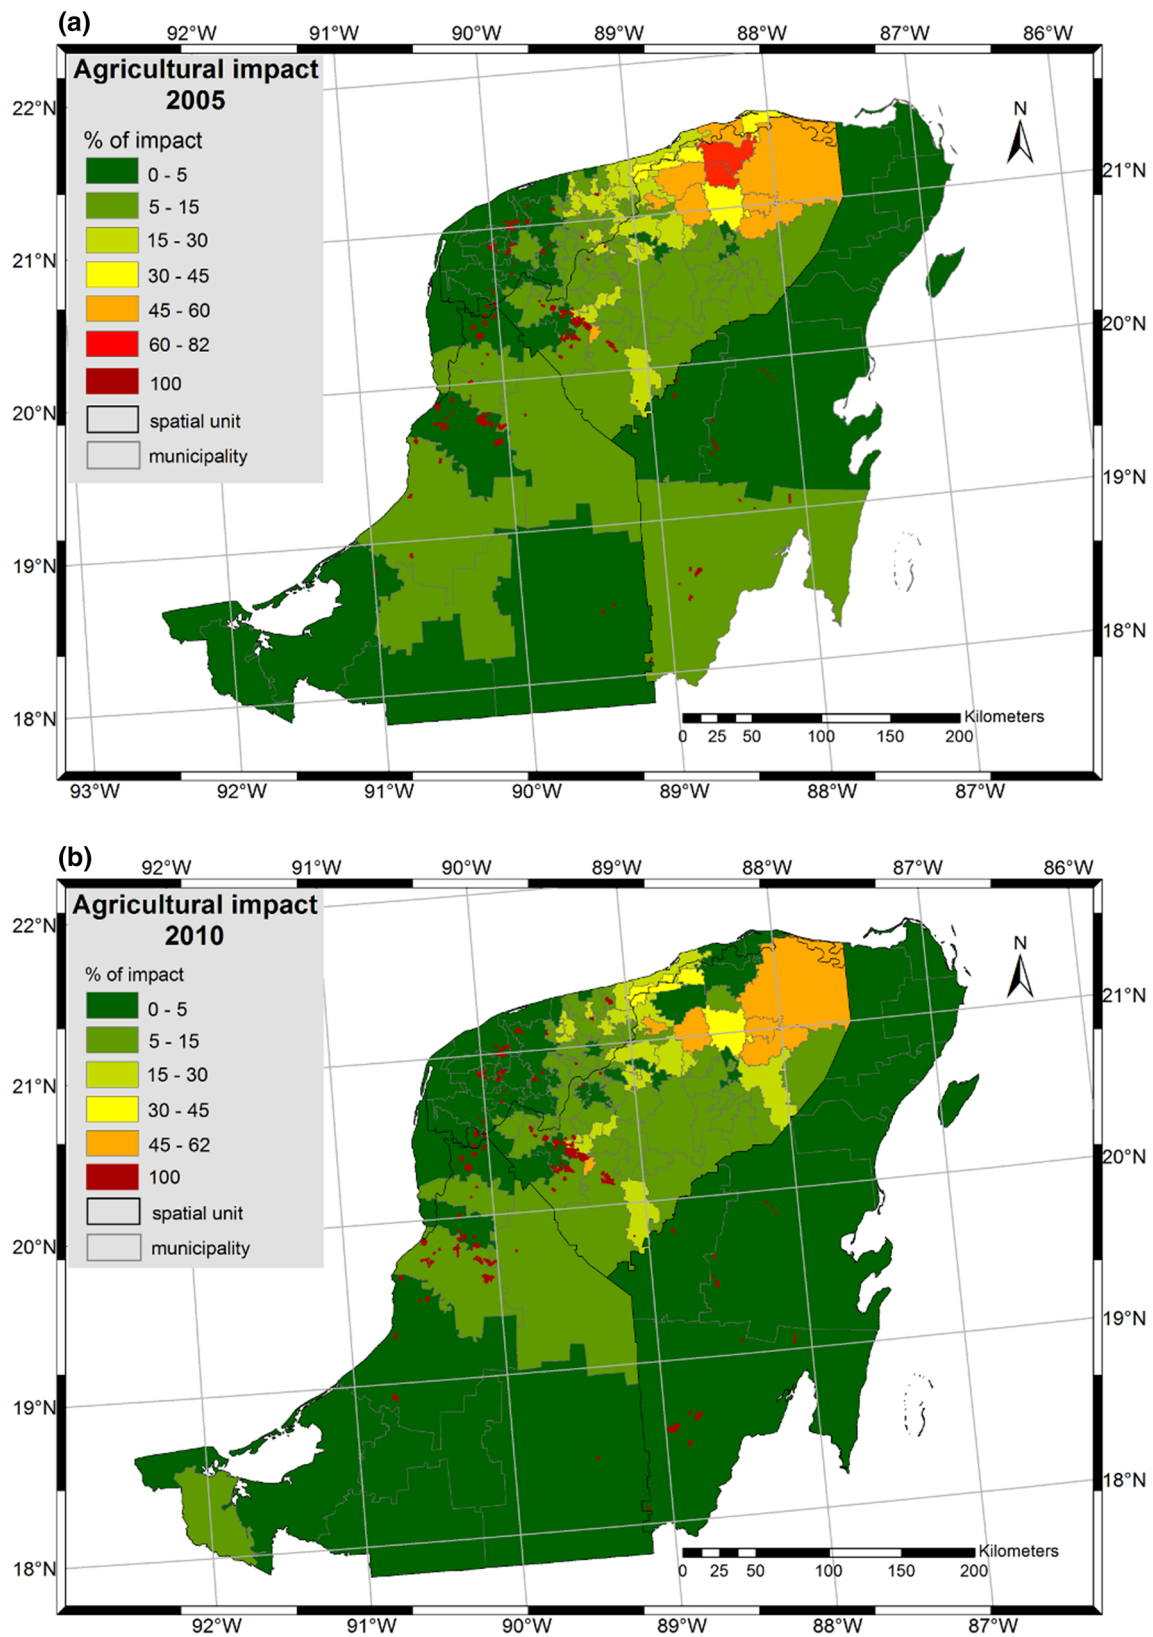 (a)
92°W 91°W 90°W 89°W 88°W 87°W 86°W
Agricultural impact
2005
% of impact
0 - 5
5 - 15
15 - 30
30 - 45
45 - 60
60 - 82
100
spatial unit
municipality
22°N
21°N
20°N
19°N
18°N
N
21°N
20°N
19°N
18°N
Kilometers
0 25 50 100 150 200
93°W 92°W 91°W 90°W 89°W 88°W 87°W
(b)
92°W 91°W 90°W 89°W 88°W 87°W 86°W
Agricultural impact
2010
% of impact
0 - 5
5 - 15
15 - 30
30 - 45
45 - 62
100
spatial unit
municipality
22°N
21°N
20°N
19°N
18°N
N
21°N
20°N
19°N
18°N
Kilometers
0 25 50 100 150 200
92°W 91°W 90°W 89°W 88°W 87°W